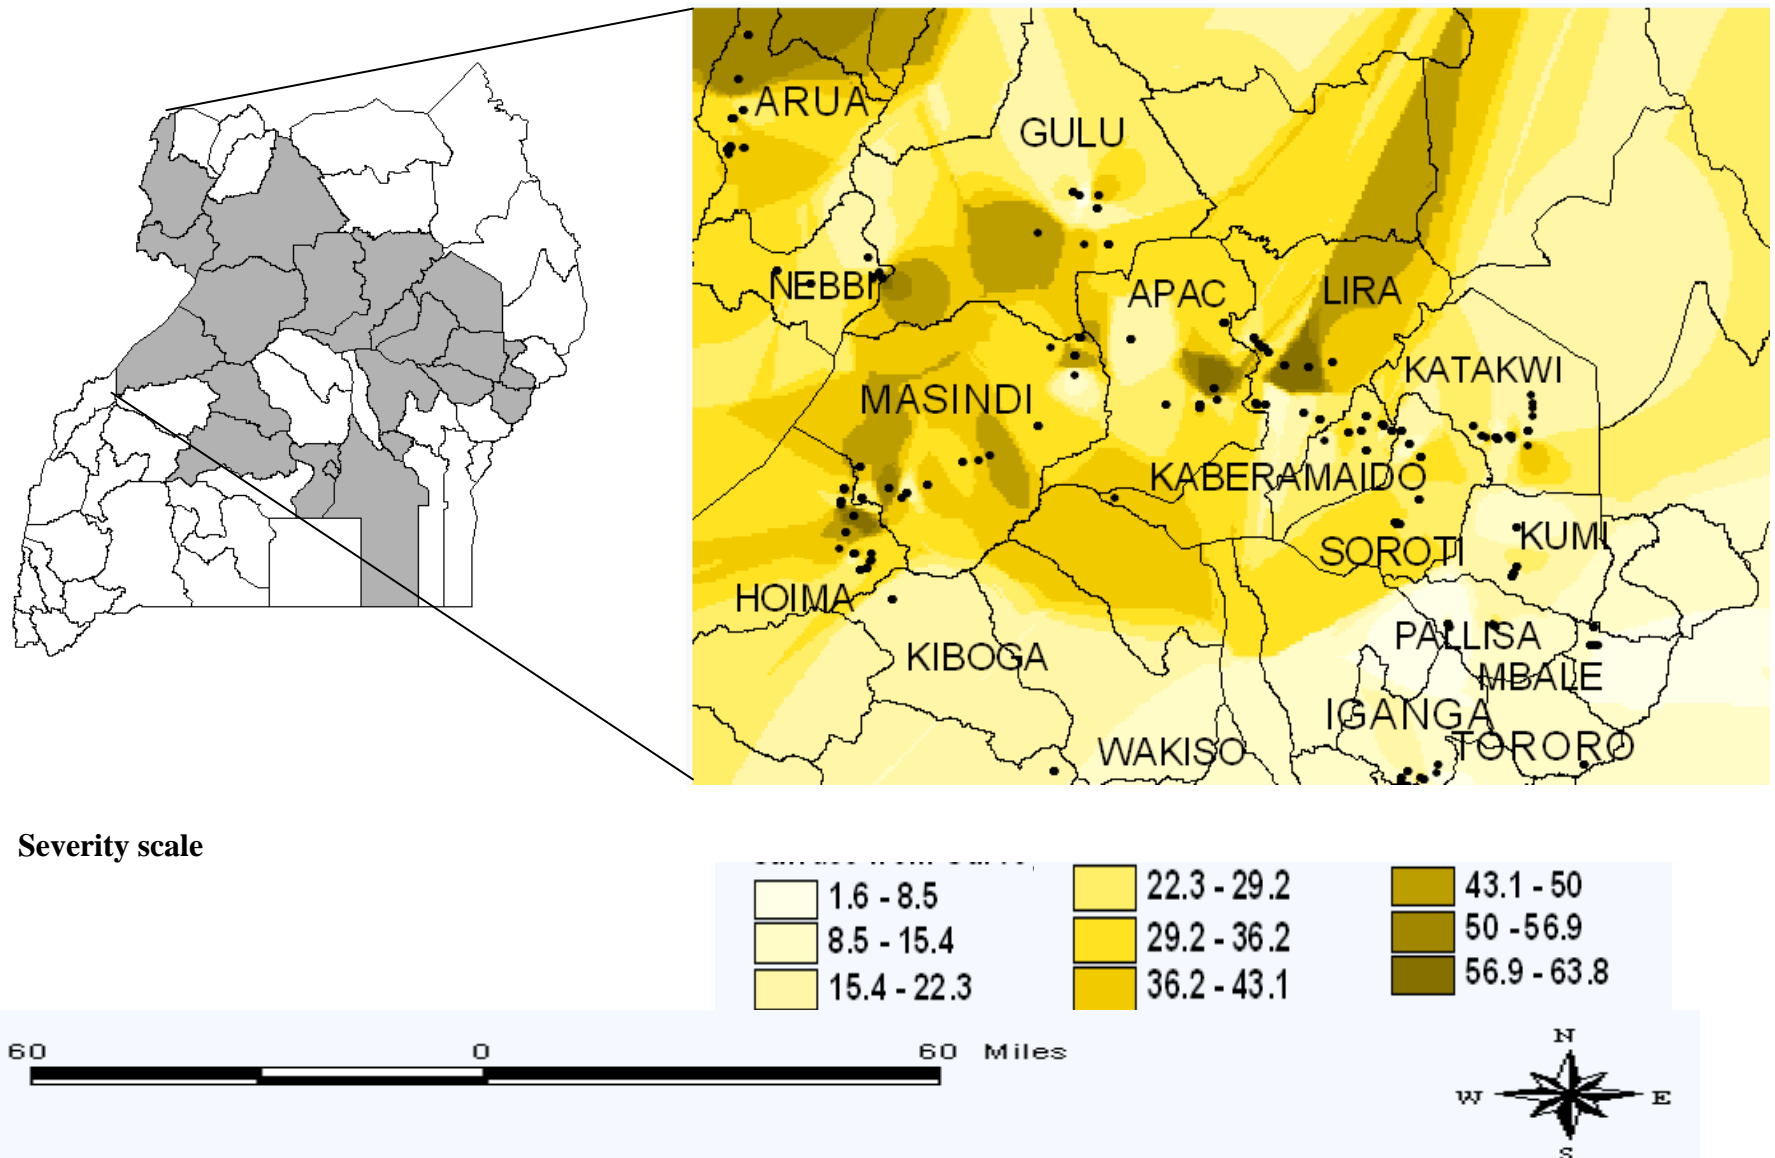 ARUA
GULU
NEBBI
APAC
LIRA
KATAKWI
MASINDI
KABERAMAIDO
SOROTI
KUMI
HOIMA
PALLISA
KIBOGA
MBALE
IGANGA
WAKISO
TORORO
Severity scale
1.6 - 8.5
8.5 - 15.4
15.4 - 22.3
22.3 - 29.2
29.2 - 36.2
36.2 - 43.1
43.1 - 50
50 -56.9
56.9 - 63.8
60 0 60 Miles
N
W E
S